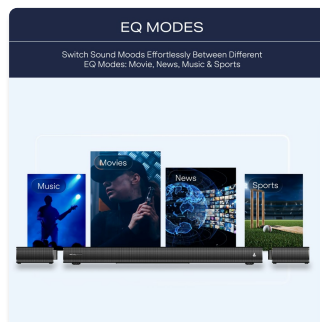 EQ MODES
Switch Sound Moods Effortlessly Between Different
EQ Modes: Movie, News, Music & Sports
Movies
News
Music
Sports